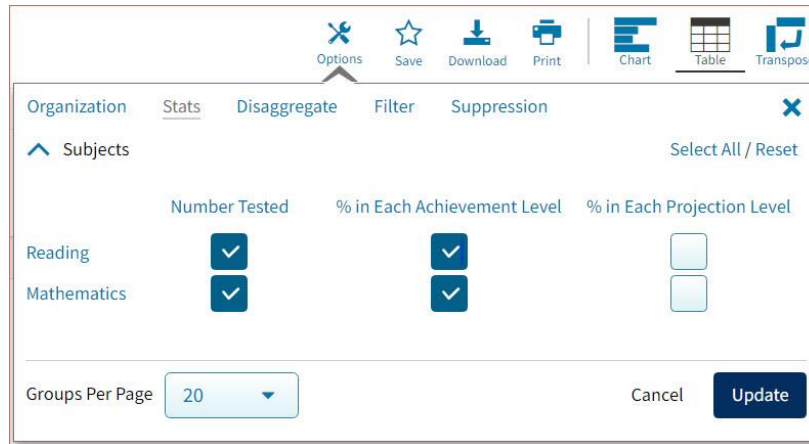 Options Save Download Print Chart Table Transpose
Organization Stats Disaggregate Filter Suppression
Subjects Select All / Reset
Number Tested % in Each Achievement Level % in Each Projection Level
Reading
Mathematics
Groups Per Page 20 Cancel Update